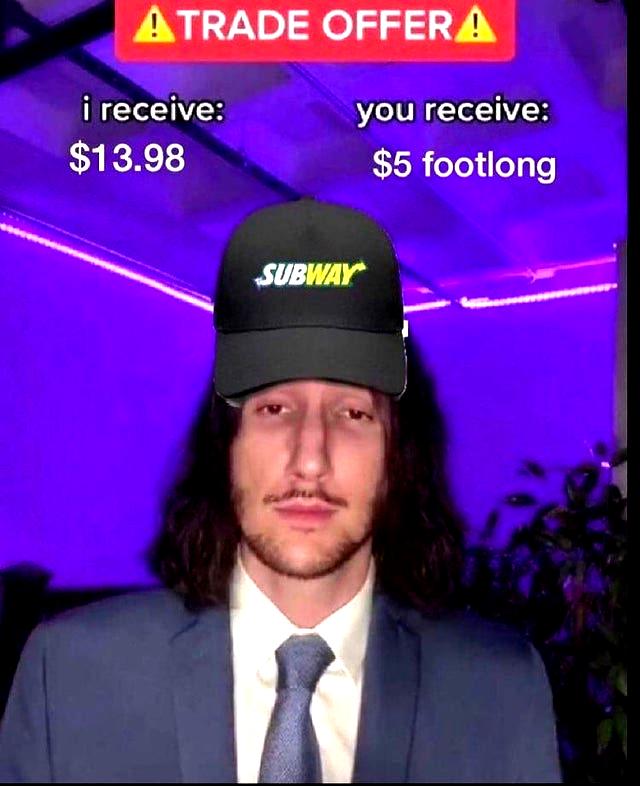 ⚠️TRADE OFFER⚠️
i receive:
you receive:
$13.98
$5 footlong
SUBWAY